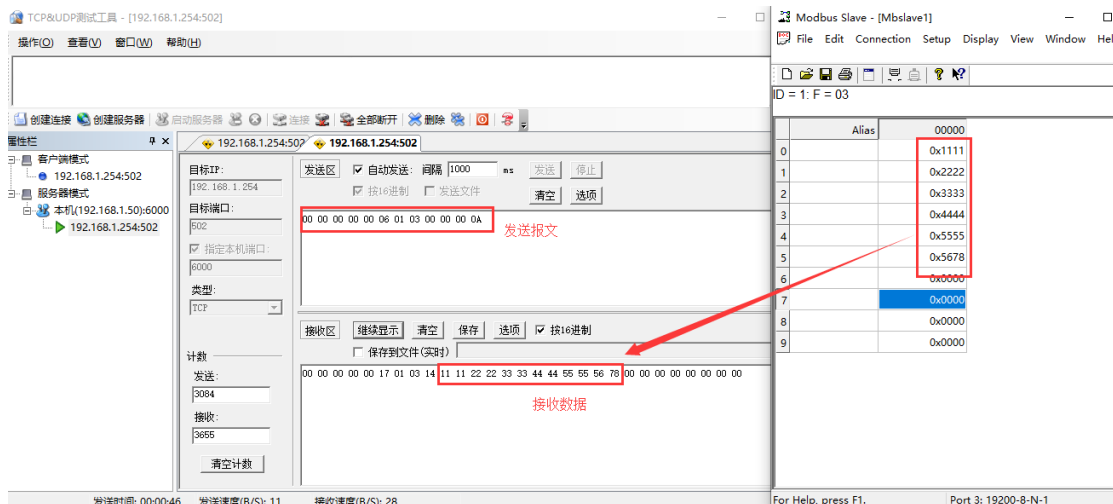 TCP&UDP测试工具 - [192.168.1.254:502]
操作(O) 查看(V) 窗口(W) 帮助(H)
创建连接 创建服务器 启动服务器 连接 全部断开 删除
属性栏
客户端模式
192.168.1.254:502
服务器模式
本机(192.168.1.50):6000
192.168.1.254:502
192.168.1.254:502 192.168.1.254:502
目标IP:
192.168.1.254
目标端口:
502
指定本机端口:
6000
类型:
TCP
计数
发送:
3084
接收:
3655
清空计数
发送区 自动发送: 间隔 1000 ms 发送 停止
按16进制 发送文件 清空 选项
00 00 00 00 00 06 01 03 00 00 00 0A
发送报文
接收区 继续显示 清空 保存 选项 按16进制
保存到文件(实时)
00 00 00 00 00 17 01 03 14 11 11 22 22 33 33 44 44 55 55 56 78 00 00 00 00 00 00 00 00
接收数据
发送时间: 00:00:46 发送速度(B/S): 11 接收速度(B/S): 28
Modbus Slave - [Mbslave1]
File Edit Connection Setup Display View Window Hel
ID = 1: F = 03
Alias 00000
0 0x1111
1 0x2222
2 0x3333
3 0x4444
4 0x5555
5 0x5678
6 0x0000
7 0x0000
8 0x0000
9 0x0000
For Help, press F1. Port 3: 19200-8-N-1